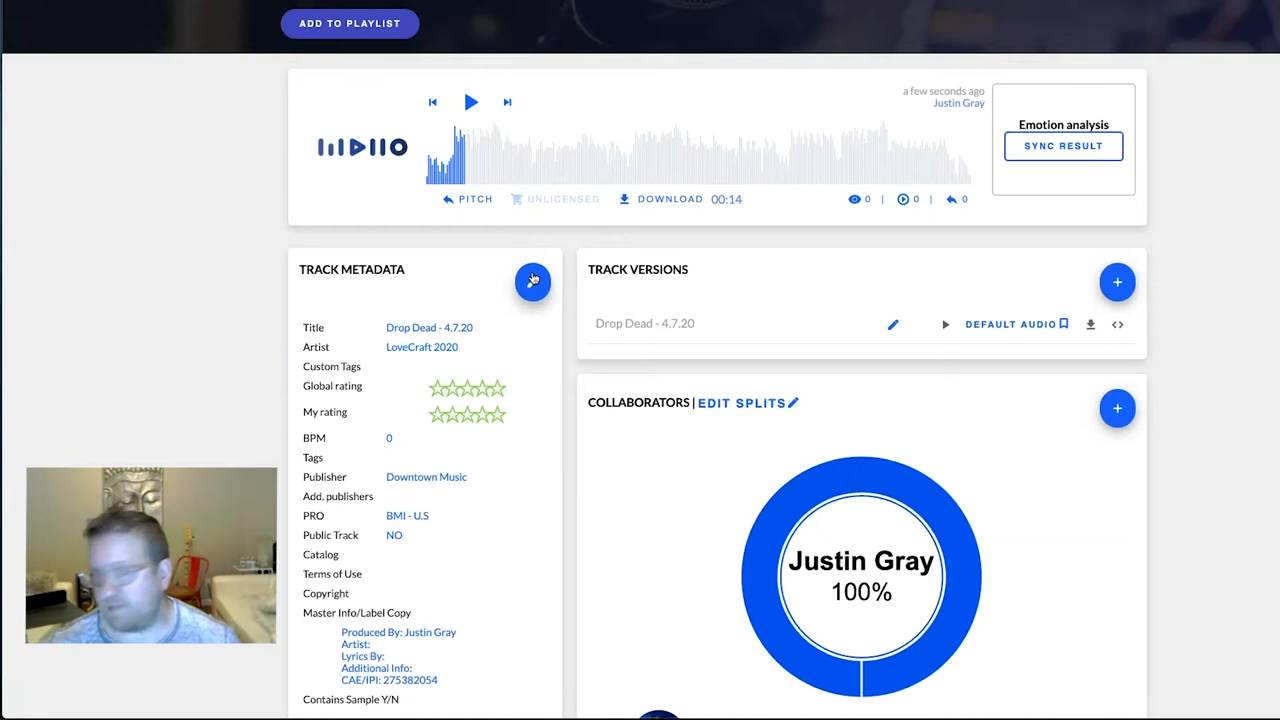 ADD TO PLAYLIST
a few seconds ago
Justin Gray
Emotion analysis
SYNC RESULT
PITCH
UNLICENSED
DOWNLOAD 00:14
0 | 0 | 0
TRACK METADATA
Title Drop Dead - 4.7.20
Artist LoveCraft 2020
Custom Tags
Global rating
My rating
BPM 0
Tags
Publisher Downtown Music
Add. publishers
PRO BMI - U.S
Public Track NO
Catalog
Terms of Use
Copyright
Master Info/Label Copy
Produced By: Justin Gray
Artist:
Lyrics By:
Additional Info:
CAE/IPI: 275382054
Contains Sample Y/N
TRACK VERSIONS
Drop Dead - 4.7.20
DEFAULT AUDIO
COLLABORATORS | EDIT SPLITS
Justin Gray
100%